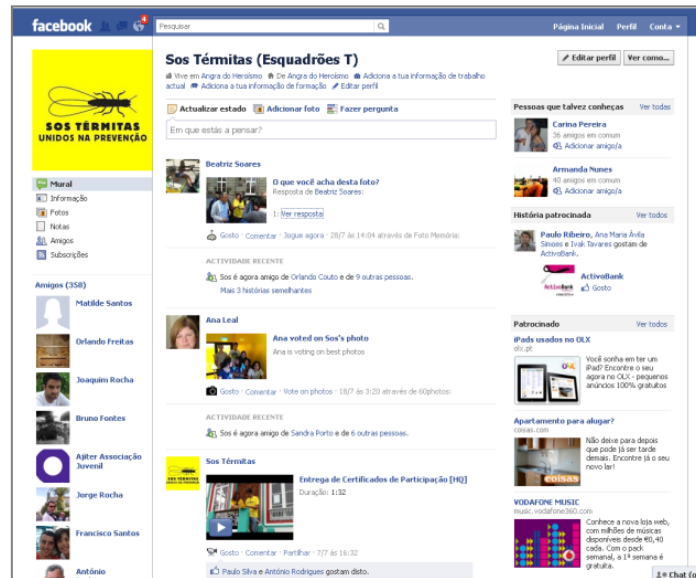 facebook
4
Pesquisar
Página Inicial Perfil Conta
SOS TÉRMITAS
UNIDOS NA PREVENÇÃO
Mural
Informação
Fotos
Notas
Amigos
Subscrições
Amigos (358)
Matilde Santos
Orlando Freitas
Joaquim Rocha
Bruno Fontes
Ajiter Associação
Juvenil
Jorge Rocha
Francisco Santos
António
Sos Térmitas (Esquadrões T)
Vive em Angra do Heroísmo De Angra do Heroísmo Adiciona a tua informação de trabalho
actual Adiciona a tua informação de formação Editar perfil
Editar perfil Ver como...
Actualizar estado Adicionar foto Fazer pergunta
Em que estás a pensar?
Beatriz Soares
O que você acha desta foto?
Resposta de Beatriz Soares:
1: Ver resposta
Gosto · Comentar · Jogue agora · 28/7 às 14:04 através de Foto Memória:
ACTIVIDADE RECENTE
Sos é agora amigo de Orlando Couto e de 9 outras pessoas.
Mais 3 histórias semelhantes
Ana Leal
Ana voted on Sos's photo
Ana is voting on best photos
Gosto · Comentar · Vote on photos · 18/7 às 3:20 através de 60photos:
ACTIVIDADE RECENTE
Sos é agora amigo de Sandra Porto e de 6 outras pessoas.
Sos Térmitas
SOS TÉRMITAS
Entrega de Certificados de Participação [HQ]
Duração: 1:32
Gosto · Comentar · Partilhar · 7/7 às 16:32
Paulo Silva e António Rodrigues gostam disto.
Pessoas que talvez conheças Ver todas
Carina Pereira
36 amigos em comum
Adicionar amigo/a
Armanda Nunes
40 amigos em comum
Adicionar amigo/a
História patrocinada Ver todos
Paulo Ribeiro, Ana Maria Ávila
Simoes e Ivak Tavares gostam de
ActivoBank.
ActivoBank
ActivoBank
Gosto
Patrocinado Ver todos
iPads usados no OLX
olx.pt
OLX
Você sonha em ter um
iPad? Encontre o seu
agora no OLX - pequenos
anúncios 100% gratuitos
Apartamento para alugar?
coisas.com
COISAS
Não deixe para depois
que pode já ser tarde
demais. Encontre já o seu
novo lar!
VODAFONE MUSIC
music.vodafone360.com
Conhece a nova loja web,
com milhões de músicas
disponíveis desde €0,40
cada. Com o pack
semanal, a 1ª semana é
gratuita.
Chat (o